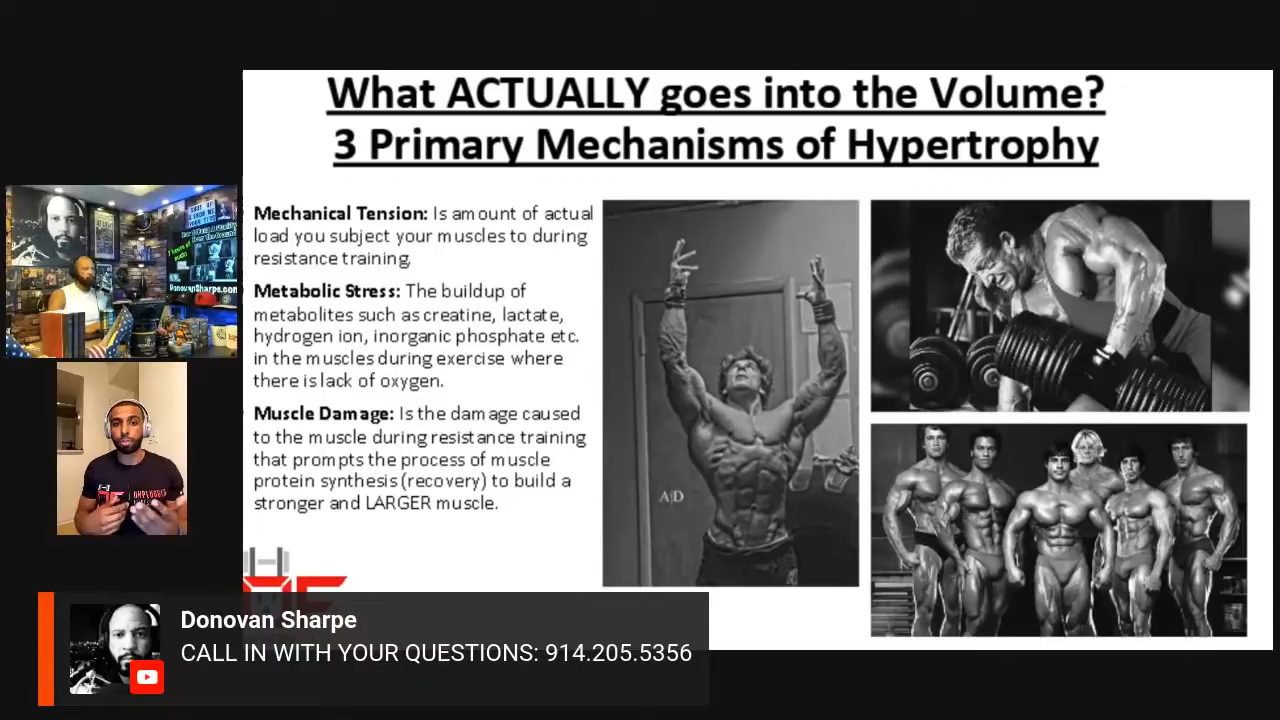 What ACTUALLY goes into the Volume?
3 Primary Mechanisms of Hypertrophy
Mechanical Tension: Is amount of actual
load you subject your muscles to during
resistance training.
Metabolic Stress: The buildup of
metabolites such as creatine, lactate,
hydrogen ion, inorganic phosphate etc.
in the muscles during exercise where
there is lack of oxygen.
Muscle Damage: Is the damage caused
to the muscle during resistance training
that prompts the process of muscle
protein synthesis (recovery) to build a
stronger and LARGER muscle.
A|D
DonovanSharpe.com
UNPLUGGED
Donovan Sharpe
CALL IN WITH YOUR QUESTIONS: 914.205.5356